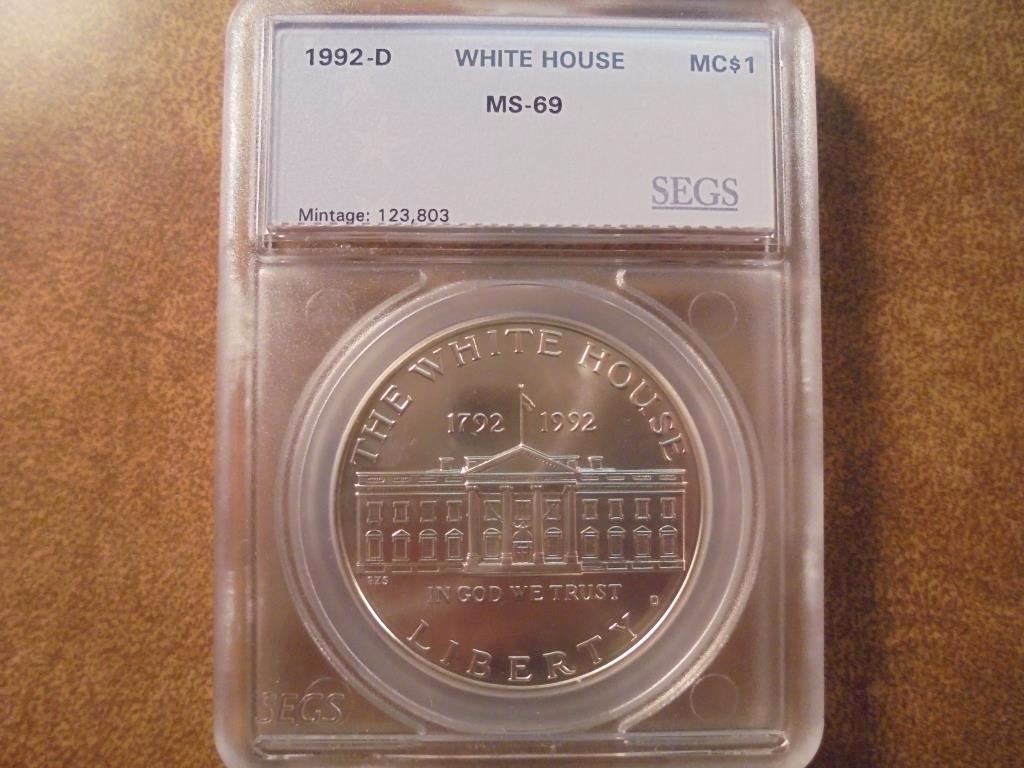 1992-D WHITE HOUSE MC$1
MS-69
SEGS
Mintage: 123,803
THE WHITE HOUSE
1792 1992
IN GOD WE TRUST
D
LIBERTY
SEGS